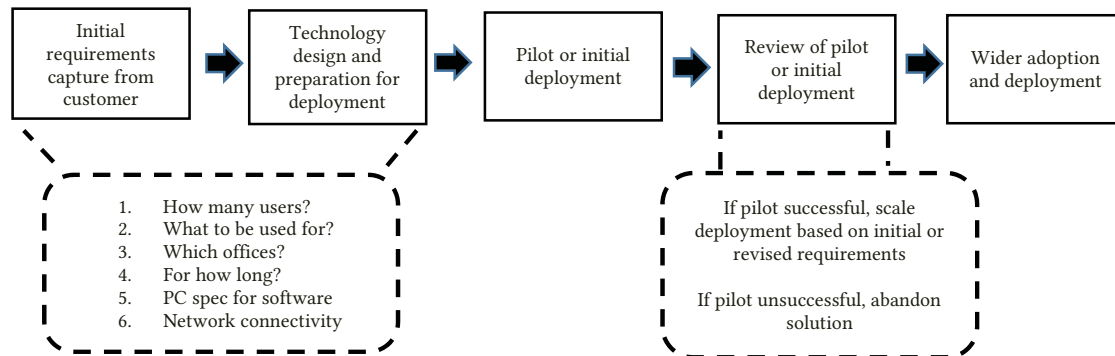 Initial
requirements
capture from
customer
Technology
design and
preparation for
deployment
Pilot or initial
deployment
Review of pilot
or initial
deployment
Wider adoption
and deployment
1. How many users?
2. What to be used for?
3. Which offices?
4. For how long?
5. PC spec for software
6. Network connectivity
If pilot successful, scale
deployment based on initial or
revised requirements
If pilot unsuccessful, abandon
solution